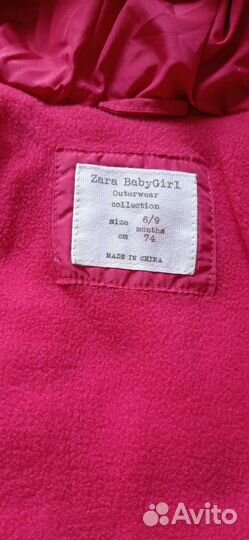 Zara BabyGirl
Outerwear
collection
size 6/9
months
cm 74
MADE IN CHINA
Avito